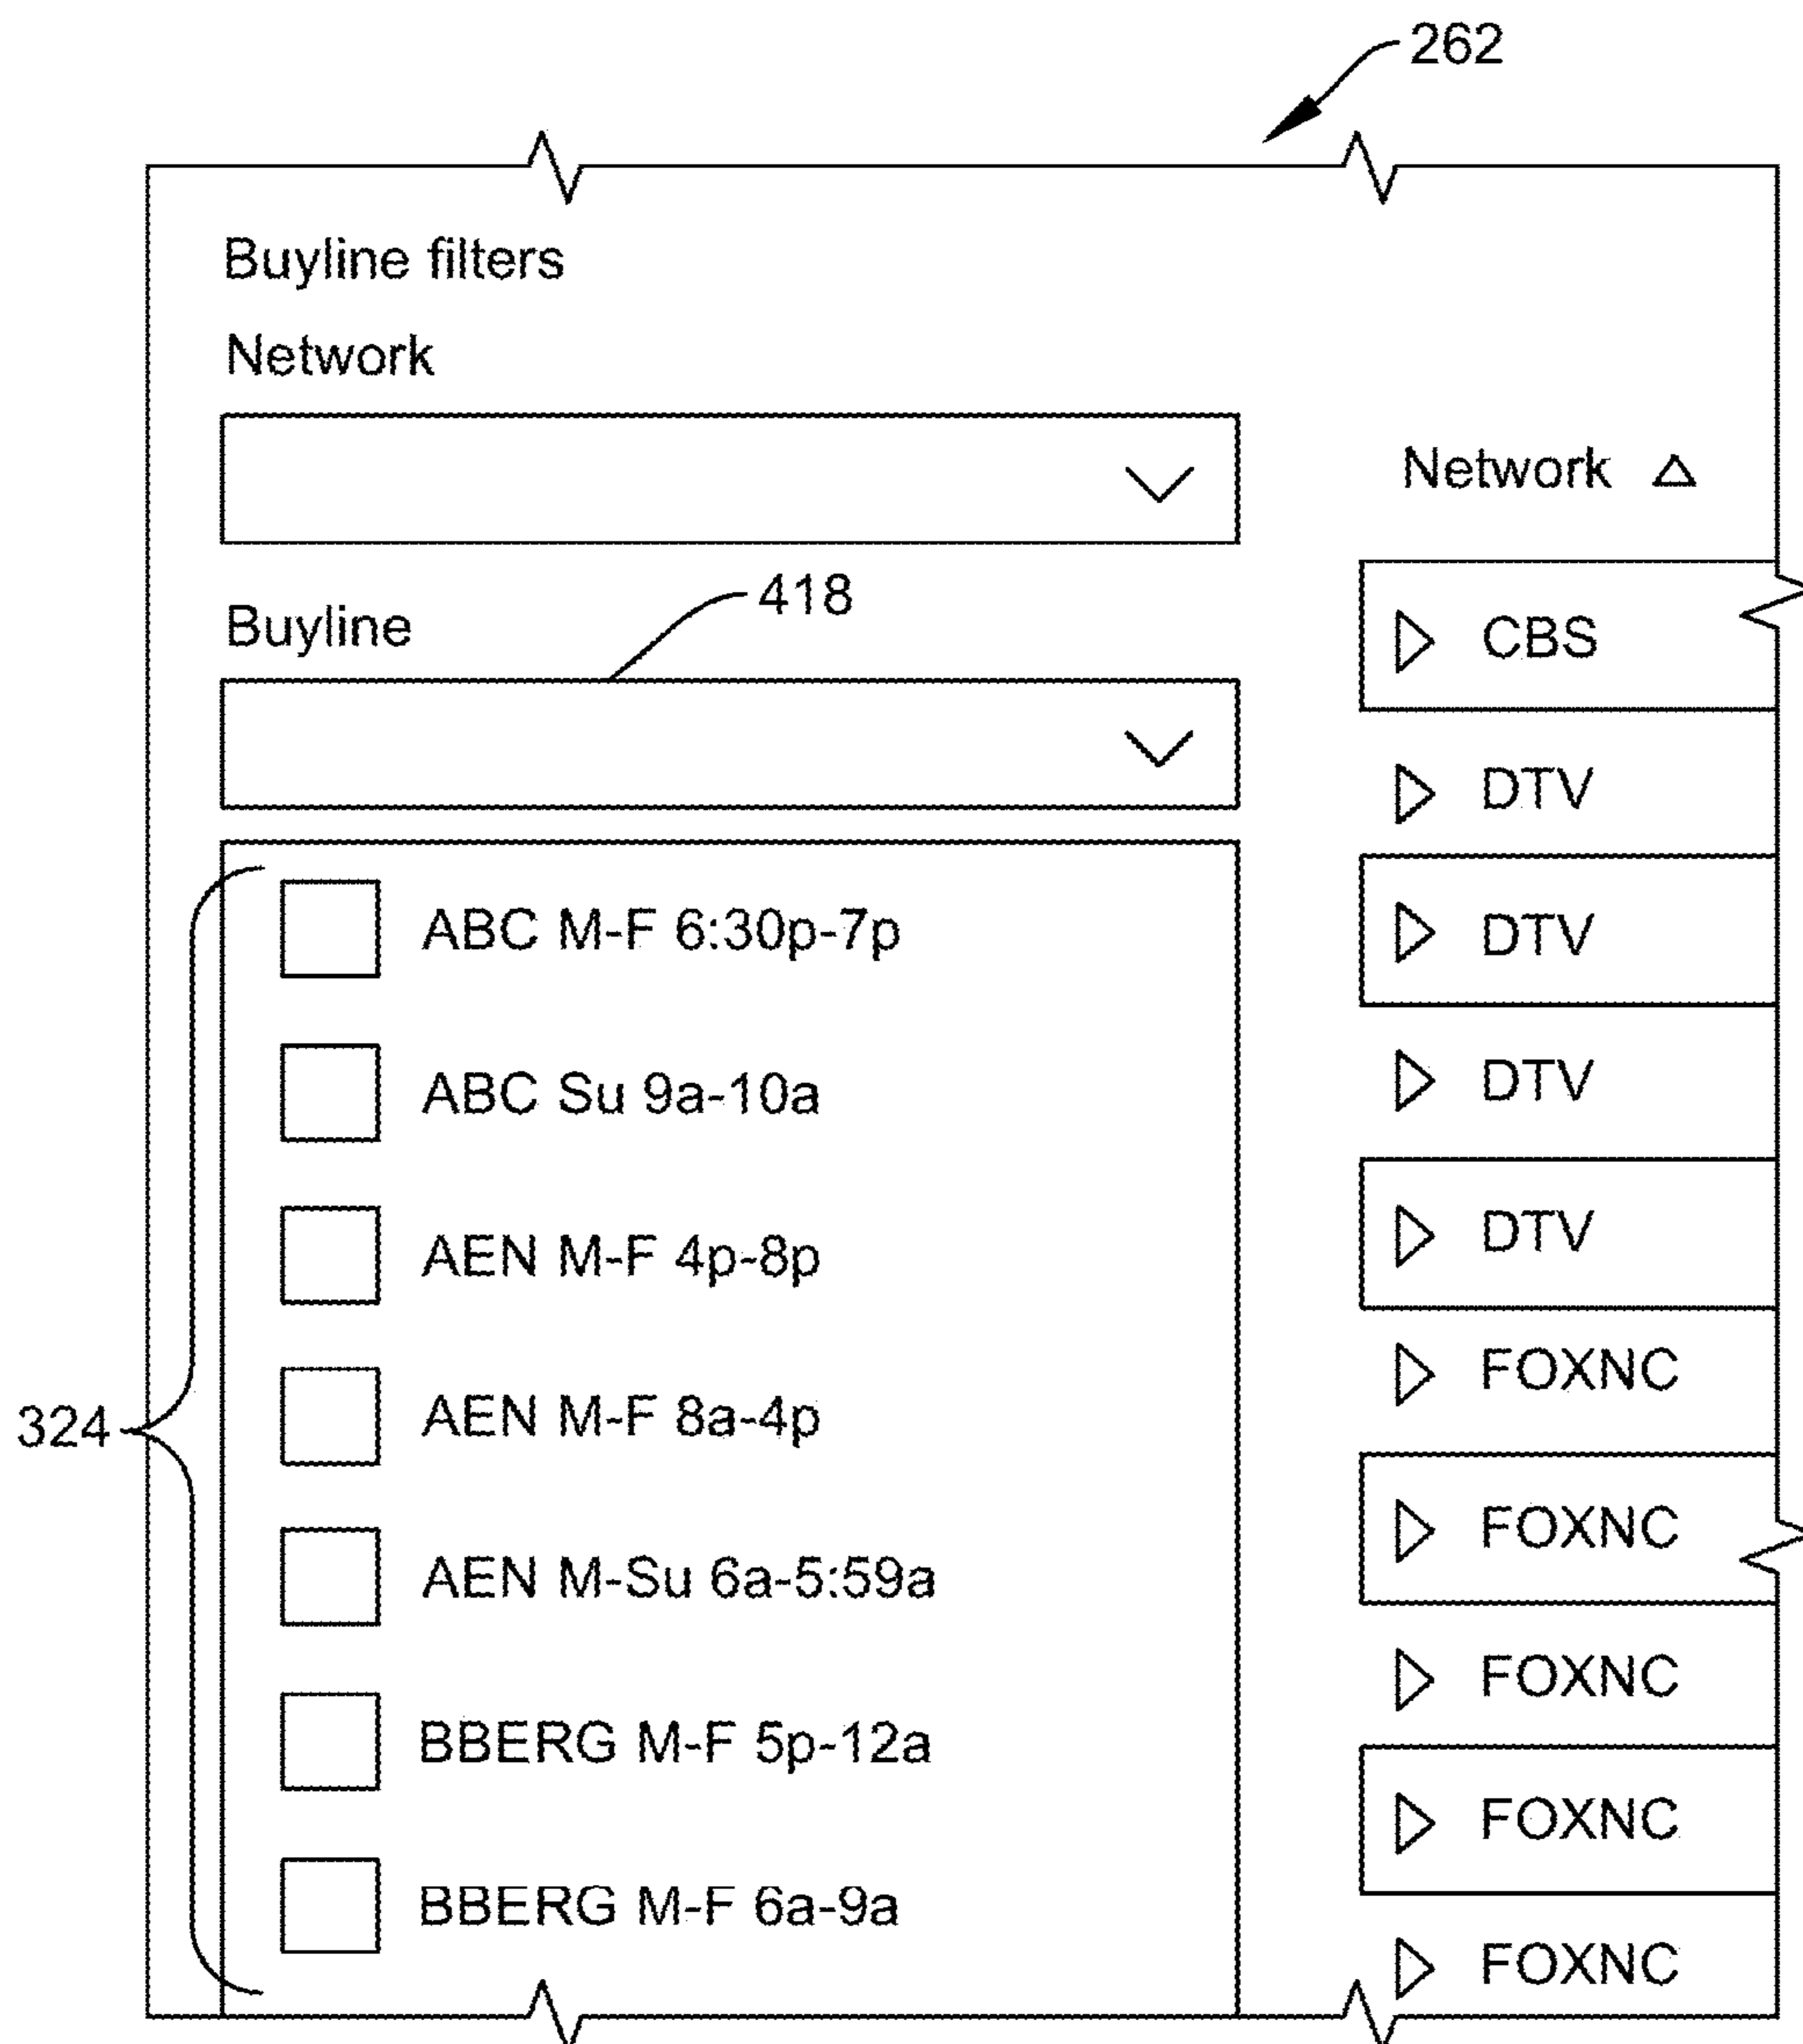 262
Buyline filters
Network
Network
418
Buyline
CBS
DTV
DTV
DTV
DTV
FOXNC
FOXNC
FOXNC
FOXNC
FOXNC
324
ABC M-F 6:30p-7p
ABC Su 9a-10a
AEN M-F 4p-8p
AEN M-F 8a-4p
AEN M-Su 6a-5:59a
BBERG M-F 5p-12a
BBERG M-F 6a-9a